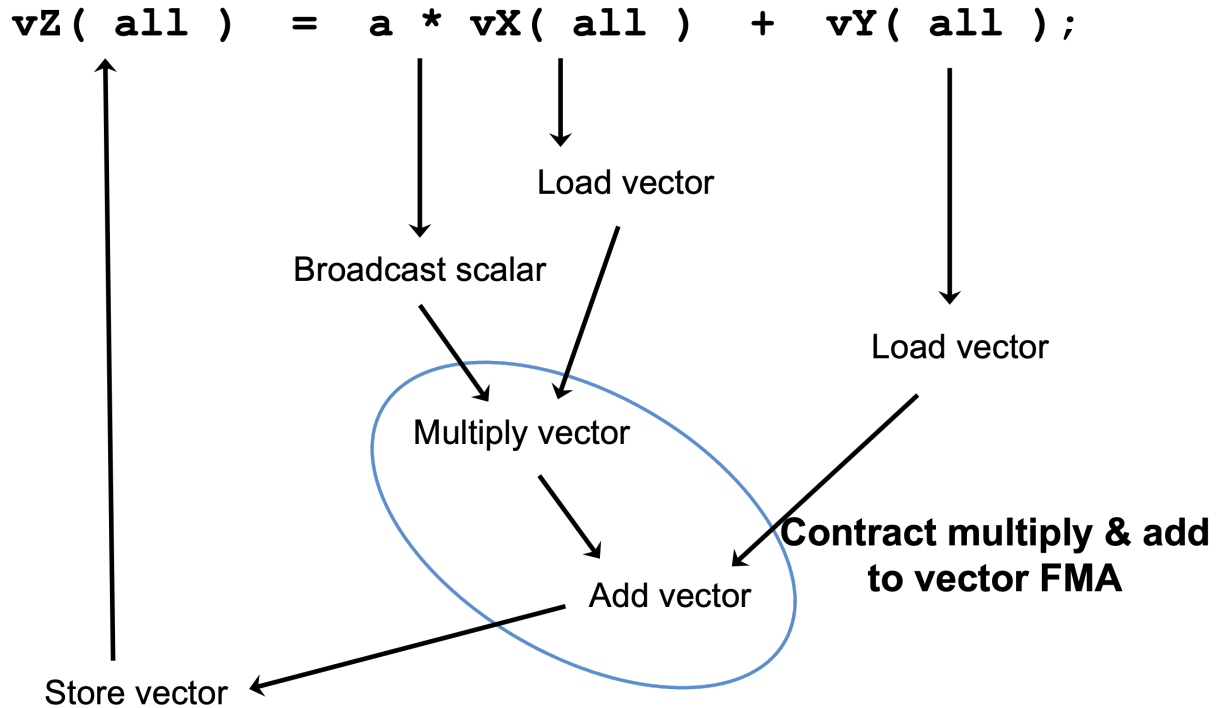 vZ( all ) = a * vX( all ) + vY( all );
Load vector
Broadcast scalar
Load vector
Multiply vector
Contract multiply & add
to vector FMA
Add vector
Store vector